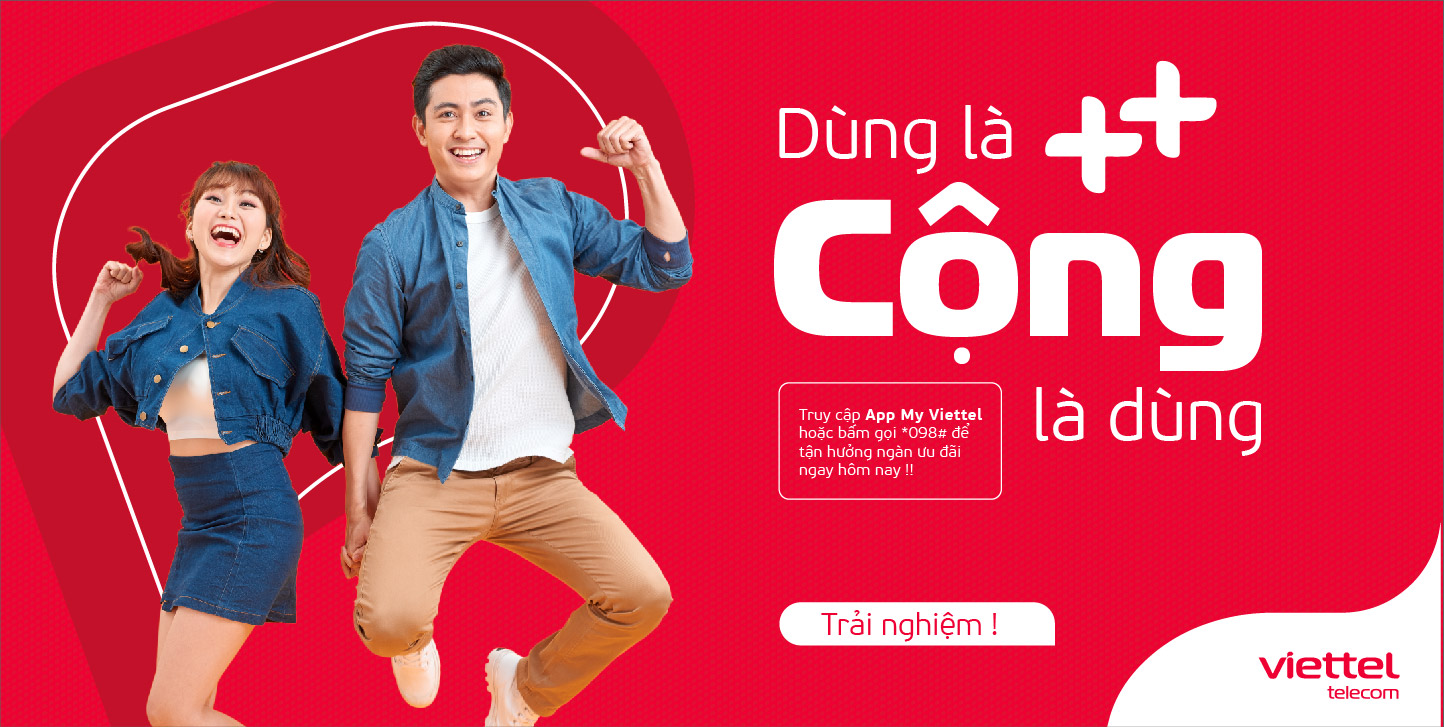 Dùng là ++
Cộng
là dùng
Truy cập App My Viettel
hoặc bấm gọi *098# để
tận hưởng ngàn ưu đãi
ngay hôm nay !!
Trải nghiệm !
viettel
telecom